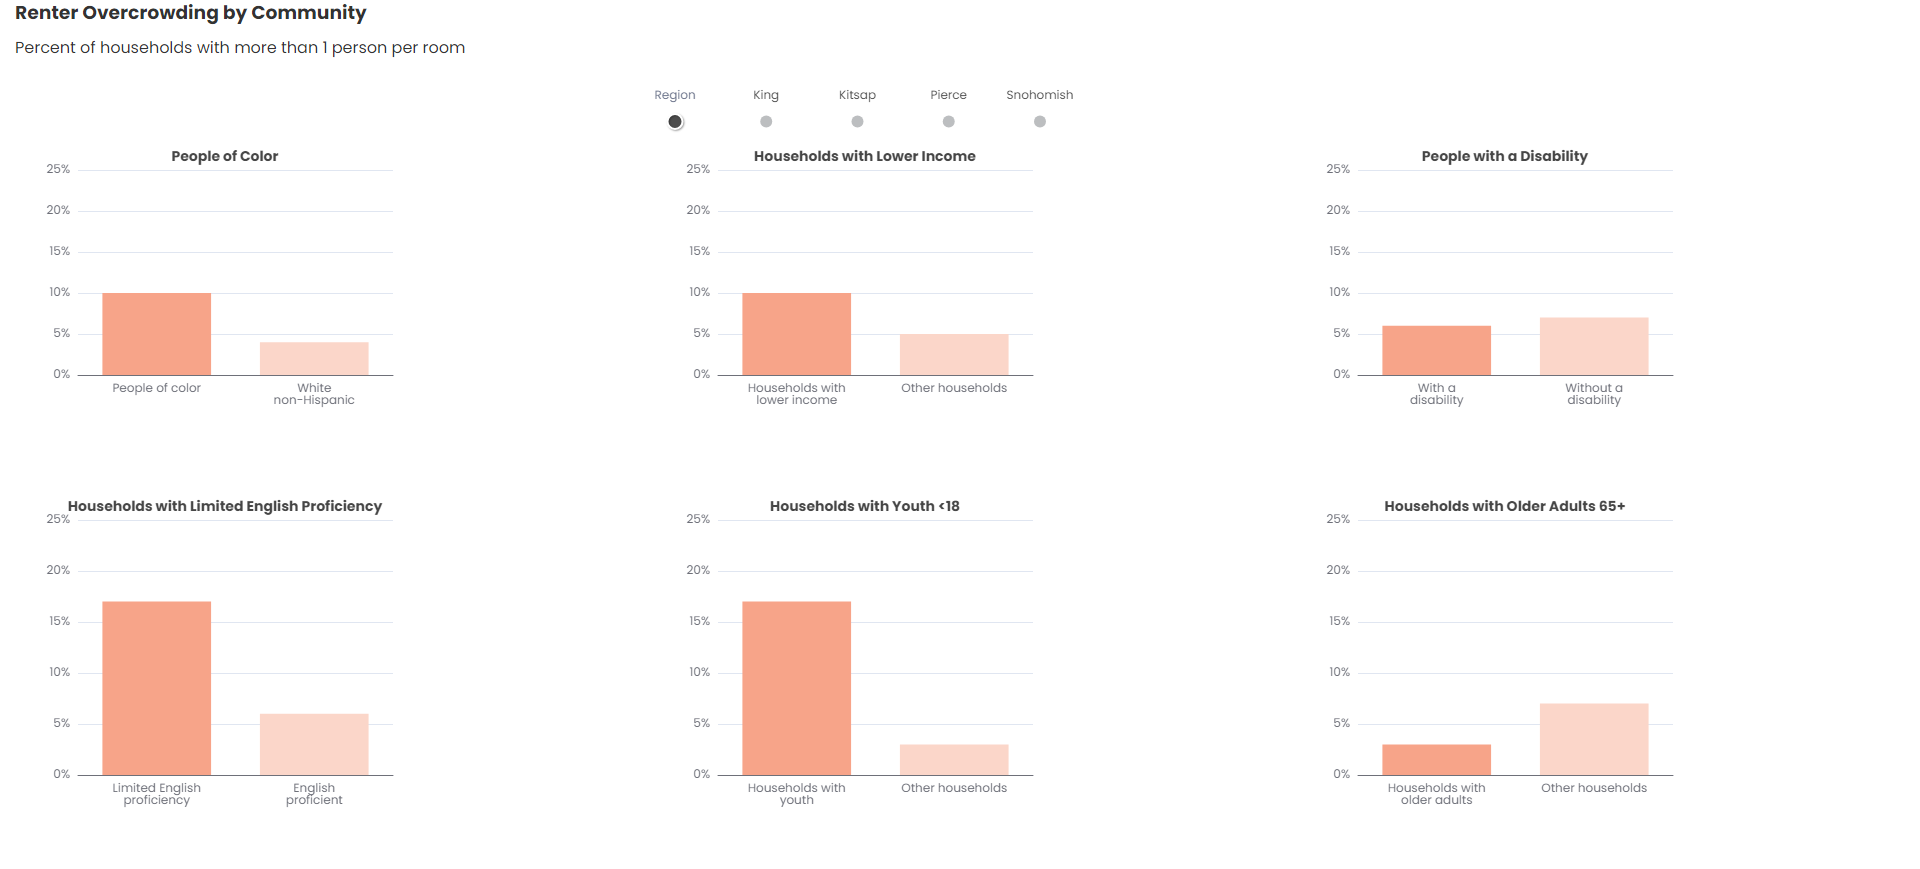 Renter Overcrowding by Community
Percent of households with more than 1 person per room
Region King Kitsap Pierce Snohomish
People of Color
25%
20%
15%
10%
5%
0%
People of color
White
non-Hispanic
Households with Lower Income
25%
20%
15%
10%
5%
0%
Households with
lower income
Other households
People with a Disability
25%
20%
15%
10%
5%
0%
With a
disability
Without a
disability
Households with Limited English Proficiency
25%
20%
15%
10%
5%
0%
Limited English
proficiency
English
proficient
Households with Youth <18
25%
20%
15%
10%
5%
0%
Households with
youth
Other households
Households with Older Adults 65+
25%
20%
15%
10%
5%
0%
Households with
older adults
Other households